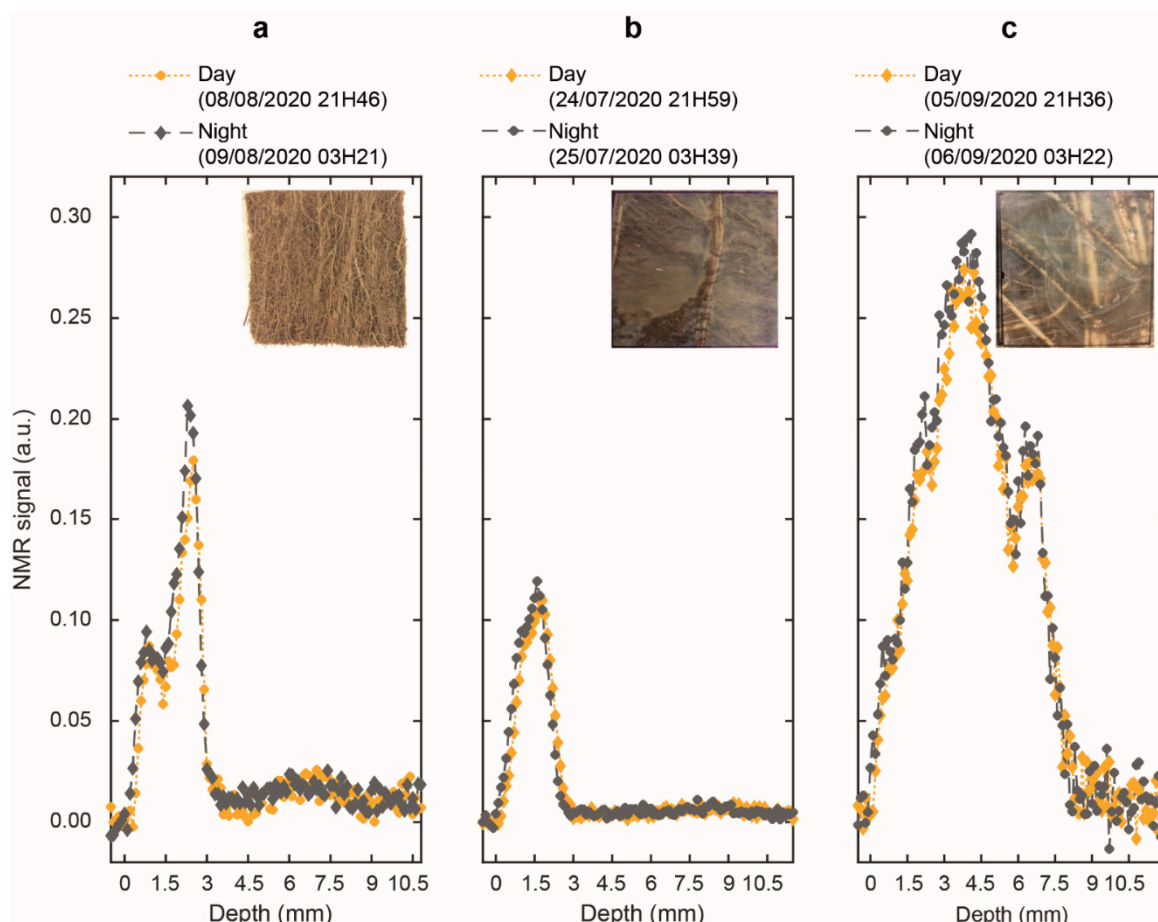 a
Day
(08/08/2020 21H46)
Night
(09/08/2020 03H21)
b
Day
(24/07/2020 21H59)
Night
(25/07/2020 03H39)
c
Day
(05/09/2020 21H36)
Night
(06/09/2020 03H22)
NMR signal (a.u.)
0.30
0.25
0.20
0.15
0.10
0.05
0.00
0 1.5 3 4.5 6 7.5 9 10.5
Depth (mm)
0 1.5 3 4.5 6 7.5 9 10.5
Depth (mm)
0 1.5 3 4.5 6 7.5 9 10.5
Depth (mm)